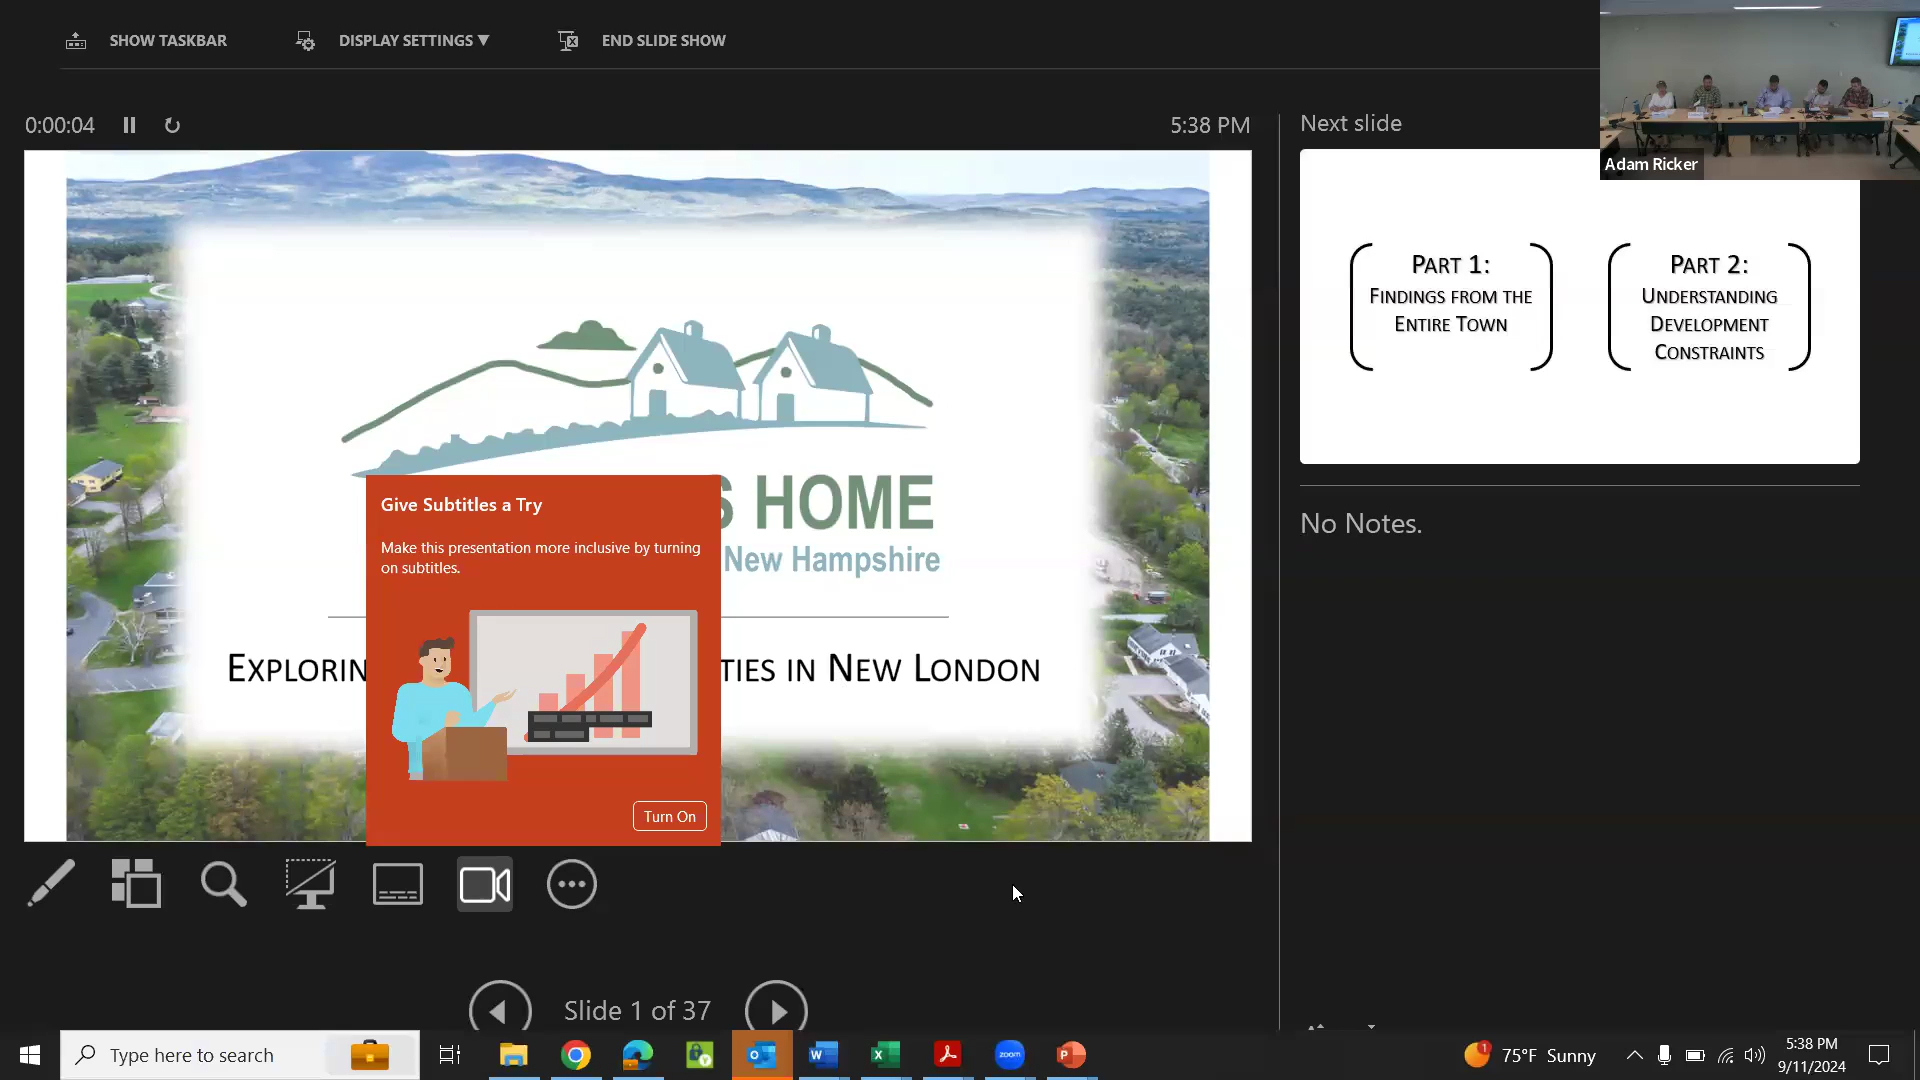 SHOW TASKBAR
DISPLAY SETTINGS ▼
END SLIDE SHOW
Adam Ricker
0:00:04
5:38 PM
Next slide
PART 1:
FINDINGS FROM THE
ENTIRE TOWN
PART 2:
UNDERSTANDING
DEVELOPMENT
CONSTRAINTS
No Notes.
S HOME
New Hampshire
Give Subtitles a Try
Make this presentation more inclusive by turning
on subtitles.
Turn On
EXPLORIN
TIES IN NEW LONDON
Slide 1 of 37
Type here to search
zoom
1
75°F Sunny
5:38 PM
9/11/2024